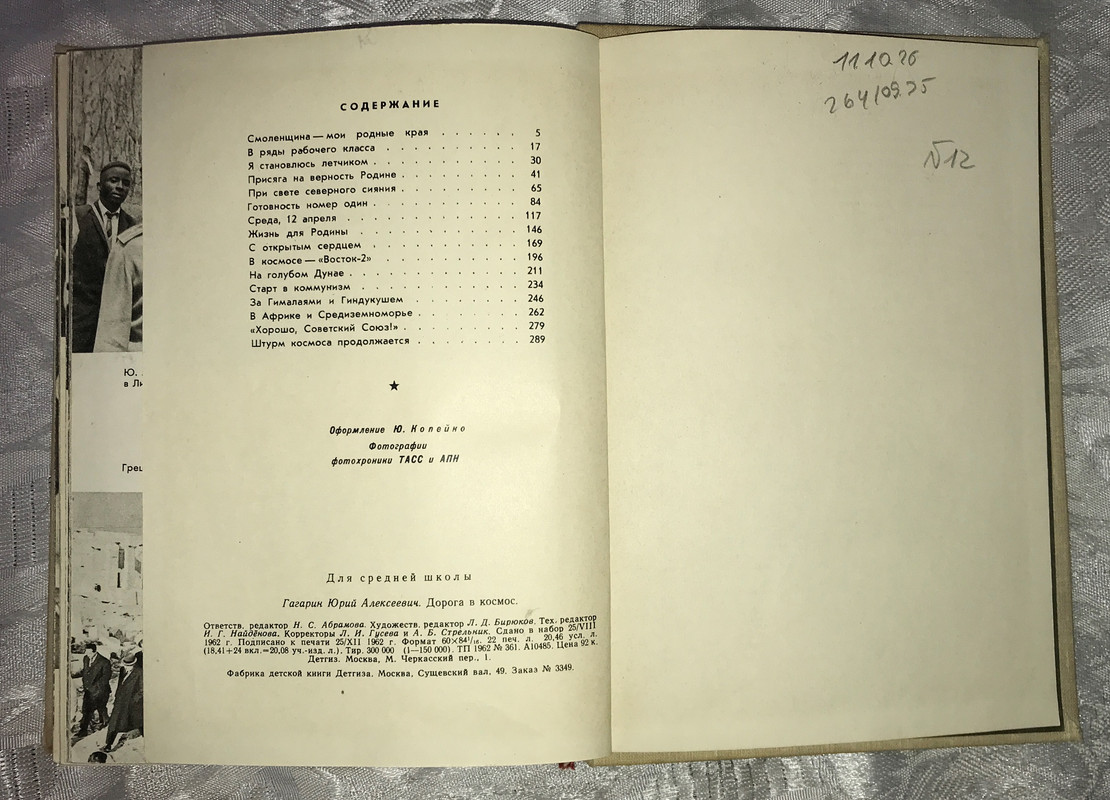 СОДЕРЖАНИЕ
Смоленщина — мои родные края . . . . . . 5
В ряды рабочего класса . . . . . . . . . 17
Я становлюсь летчиком . . . . . . . . . . 30
Присяга на верность Родине . . . . . . . . 41
При свете северного сияния . . . . . . . . 65
Готовность номер один . . . . . . . . . . 84
Среда, 12 апреля . . . . . . . . . . . 117
Жизнь для Родины . . . . . . . . . . . 146
С открытым сердцем . . . . . . . . . . 169
В космосе — «Восток-2» . . . . . . . . . 196
На голубом Дунае . . . . . . . . . . . 211
Старт в коммунизм . . . . . . . . . . 234
За Гималаями и Гиндукушем . . . . . . . 246
В Африке и Средиземноморье . . . . . . . 262
«Хорошо, Советский Союз!» . . . . . . . . 279
Штурм космоса продолжается . . . . . . . 289
Оформление Ю. Копейко
Фотографии
фотохроники ТАСС и АПН
Для средней школы
Гагарин Юрий Алексеевич. Дорога в космос.
Ответств. редактор Н. С. Абрамова. Художеств. редактор Л. Д. Бирюков. Тех. редактор
И. Г. Найдёнова. Корректоры Л. И. Гусева и А. Б. Стрельник. Сдано в набор 25/VIII
1962 г. Подписано к печати 25/XII 1962 г. Формат 60×84¹/₁₆. 22 печ. л. 20,46 усл. л.
(18,41+24 вкл.=20,08 уч.-изд. л.). Тир. 300 000 (1—150 000). ТП 1962 № 361. А10485. Цена 92 к.
Детгиз. Москва, М. Черкасский пер., 1.
Фабрика детской книги Детгиза. Москва, Сущевский вал, 49. Заказ № 3349.
Ю.
в Ли
Грец